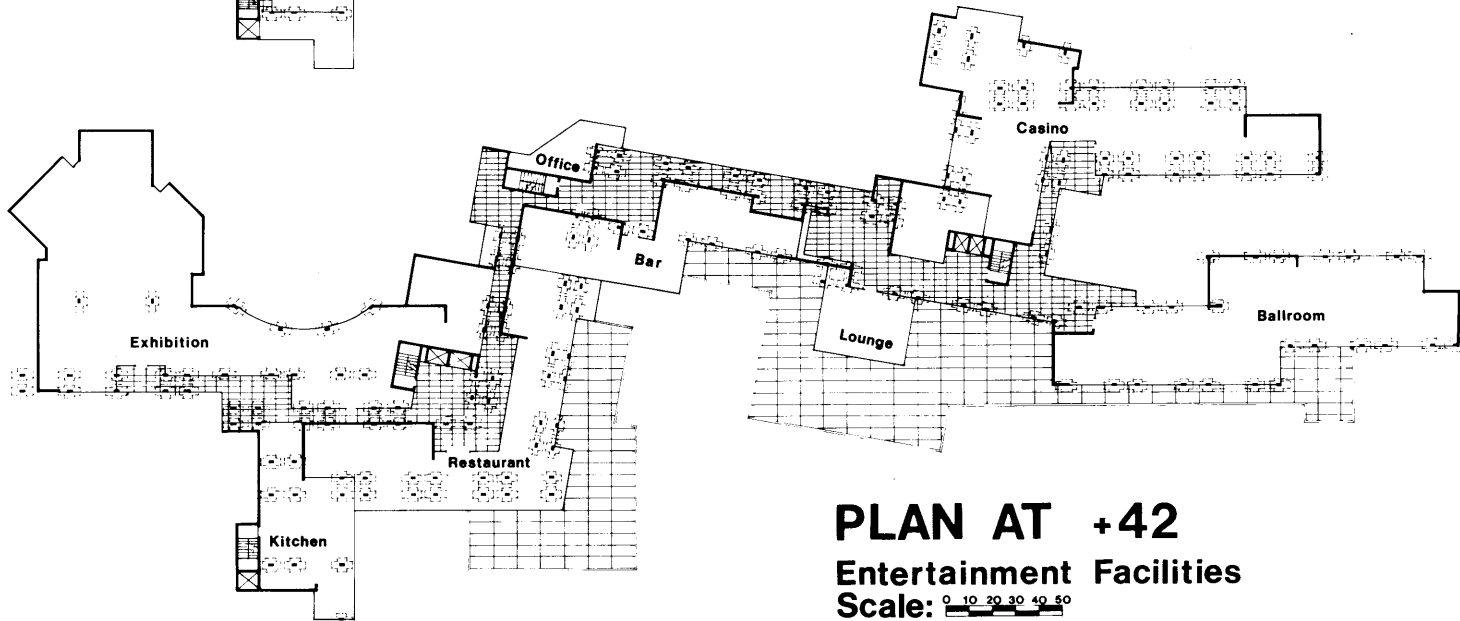 Casino
Office
Bar
Ballroom
Lounge
Exhibition
Restaurant
Kitchen
PLAN AT +42
Entertainment Facilities
Scale: 0 10 20 30 40 50